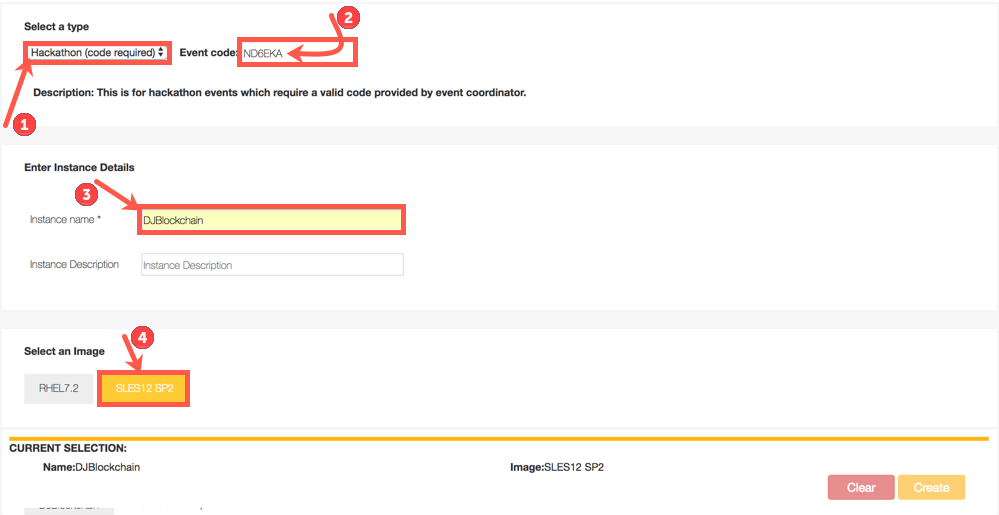 Select a type
2
Hackathon (code required) Event code: ND6EKA
Description: This is for hackathon events which require a valid code provided by event coordinator.
1
Enter Instance Details
3
Instance name * DJBlockchain
Instance Description Instance Description
4
Select an Image
RHEL7.2 SLES12 SP2
CURRENT SELECTION:
Name:DJBlockchain Image:SLES12 SP2
Clear Create